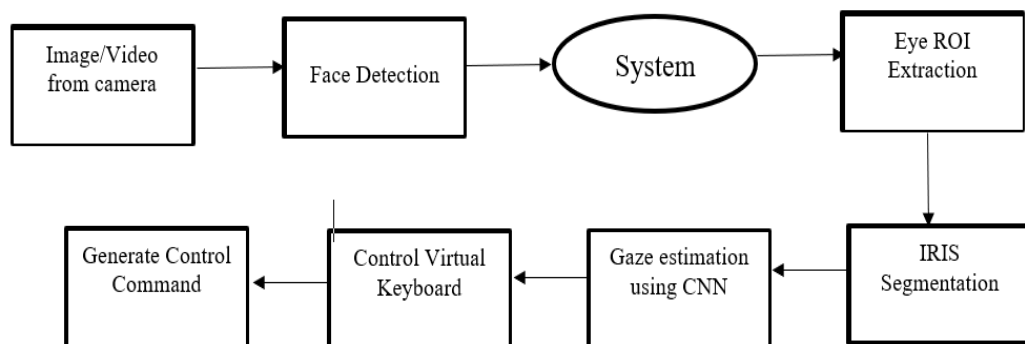 Image/Video
from camera
Face Detection
System
Eye ROI
Extraction
IRIS
Segmentation
Gaze estimation
using CNN
Control Virtual
Keyboard
Generate Control
Command